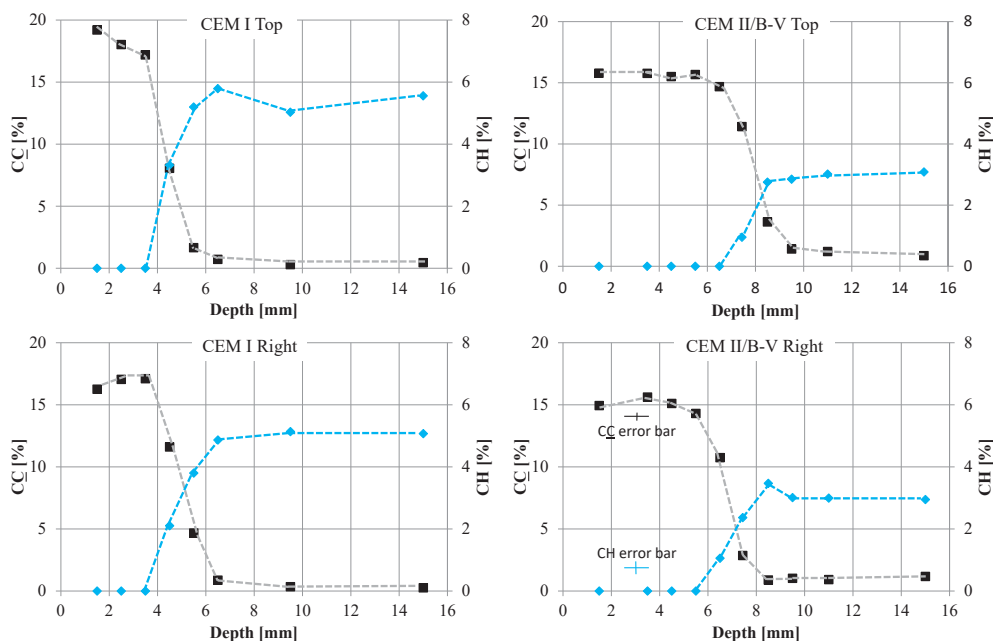 CEM I Top
CC [%]
20
15
10
5
0
8
6
4
2
0
CH [%]
0 2 4 6 8 10 12 14 16
Depth [mm]
CEM II/B-V Top
CC [%]
20
15
10
5
0
8
6
4
2
0
CH [%]
0 2 4 6 8 10 12 14 16
Depth [mm]
CEM I Right
CC [%]
20
15
10
5
0
8
6
4
2
0
CH [%]
0 2 4 6 8 10 12 14 16
Depth [mm]
CEM II/B-V Right
CC [%]
20
15
10
5
0
CC error bar
CH error bar
8
6
4
2
0
CH [%]
0 2 4 6 8 10 12 14 16
Depth [mm]